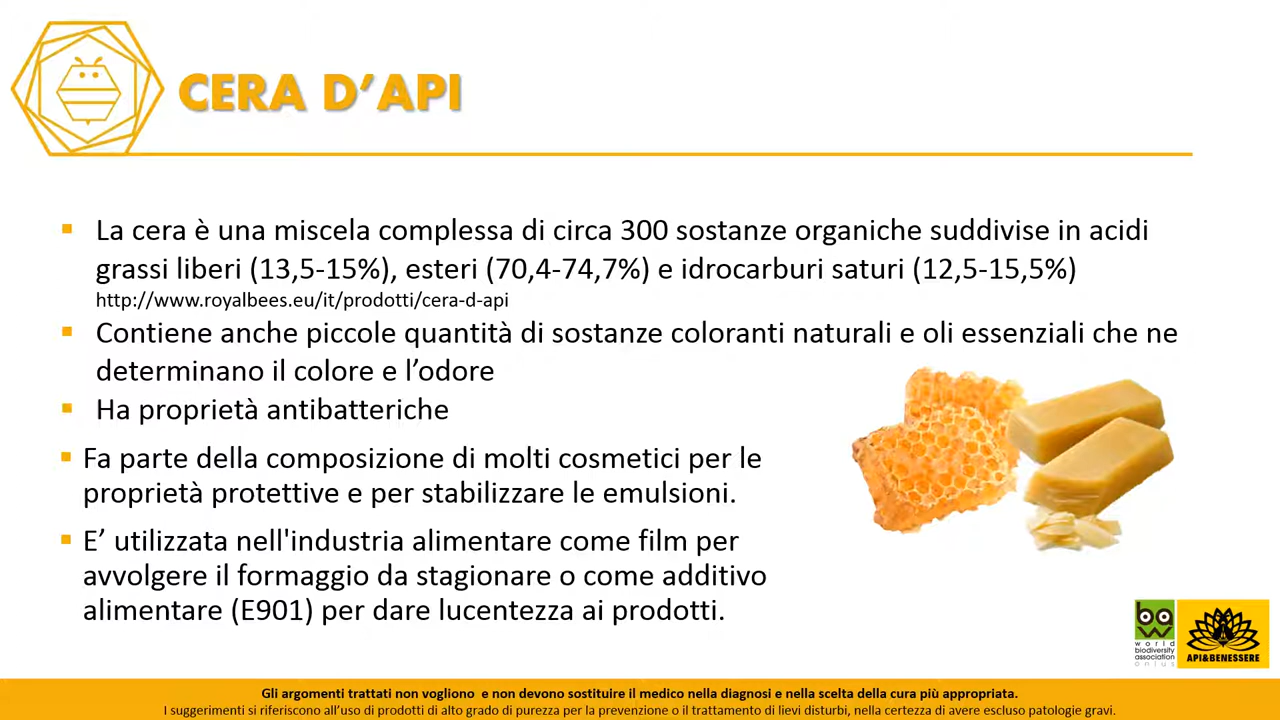 CERA D'API
La cera è una miscela complessa di circa 300 sostanze organiche suddivise in acidi
grassi liberi (13,5-15%), esteri (70,4-74,7%) e idrocarburi saturi (12,5-15,5%)
http://www.royalbees.eu/it/prodotti/cera-d-api
Contiene anche piccole quantità di sostanze coloranti naturali e oli essenziali che ne
determinano il colore e l'odore
Ha proprietà antibatteriche
Fa parte della composizione di molti cosmetici per le
proprietà protettive e per stabilizzare le emulsioni.
E' utilizzata nell'industria alimentare come film per
avvolgere il formaggio da stagionare o come additivo
alimentare (E901) per dare lucentezza ai prodotti.
world
biodiversity
association
onlus
API&BENESSERE
Gli argomenti trattati non vogliono e non devono sostituire il medico nella diagnosi e nella scelta della cura più appropriata.
I suggerimenti si riferiscono all'uso di prodotti di alto grado di purezza per la prevenzione o il trattamento di lievi disturbi, nella certezza di avere escluso patologie gravi.